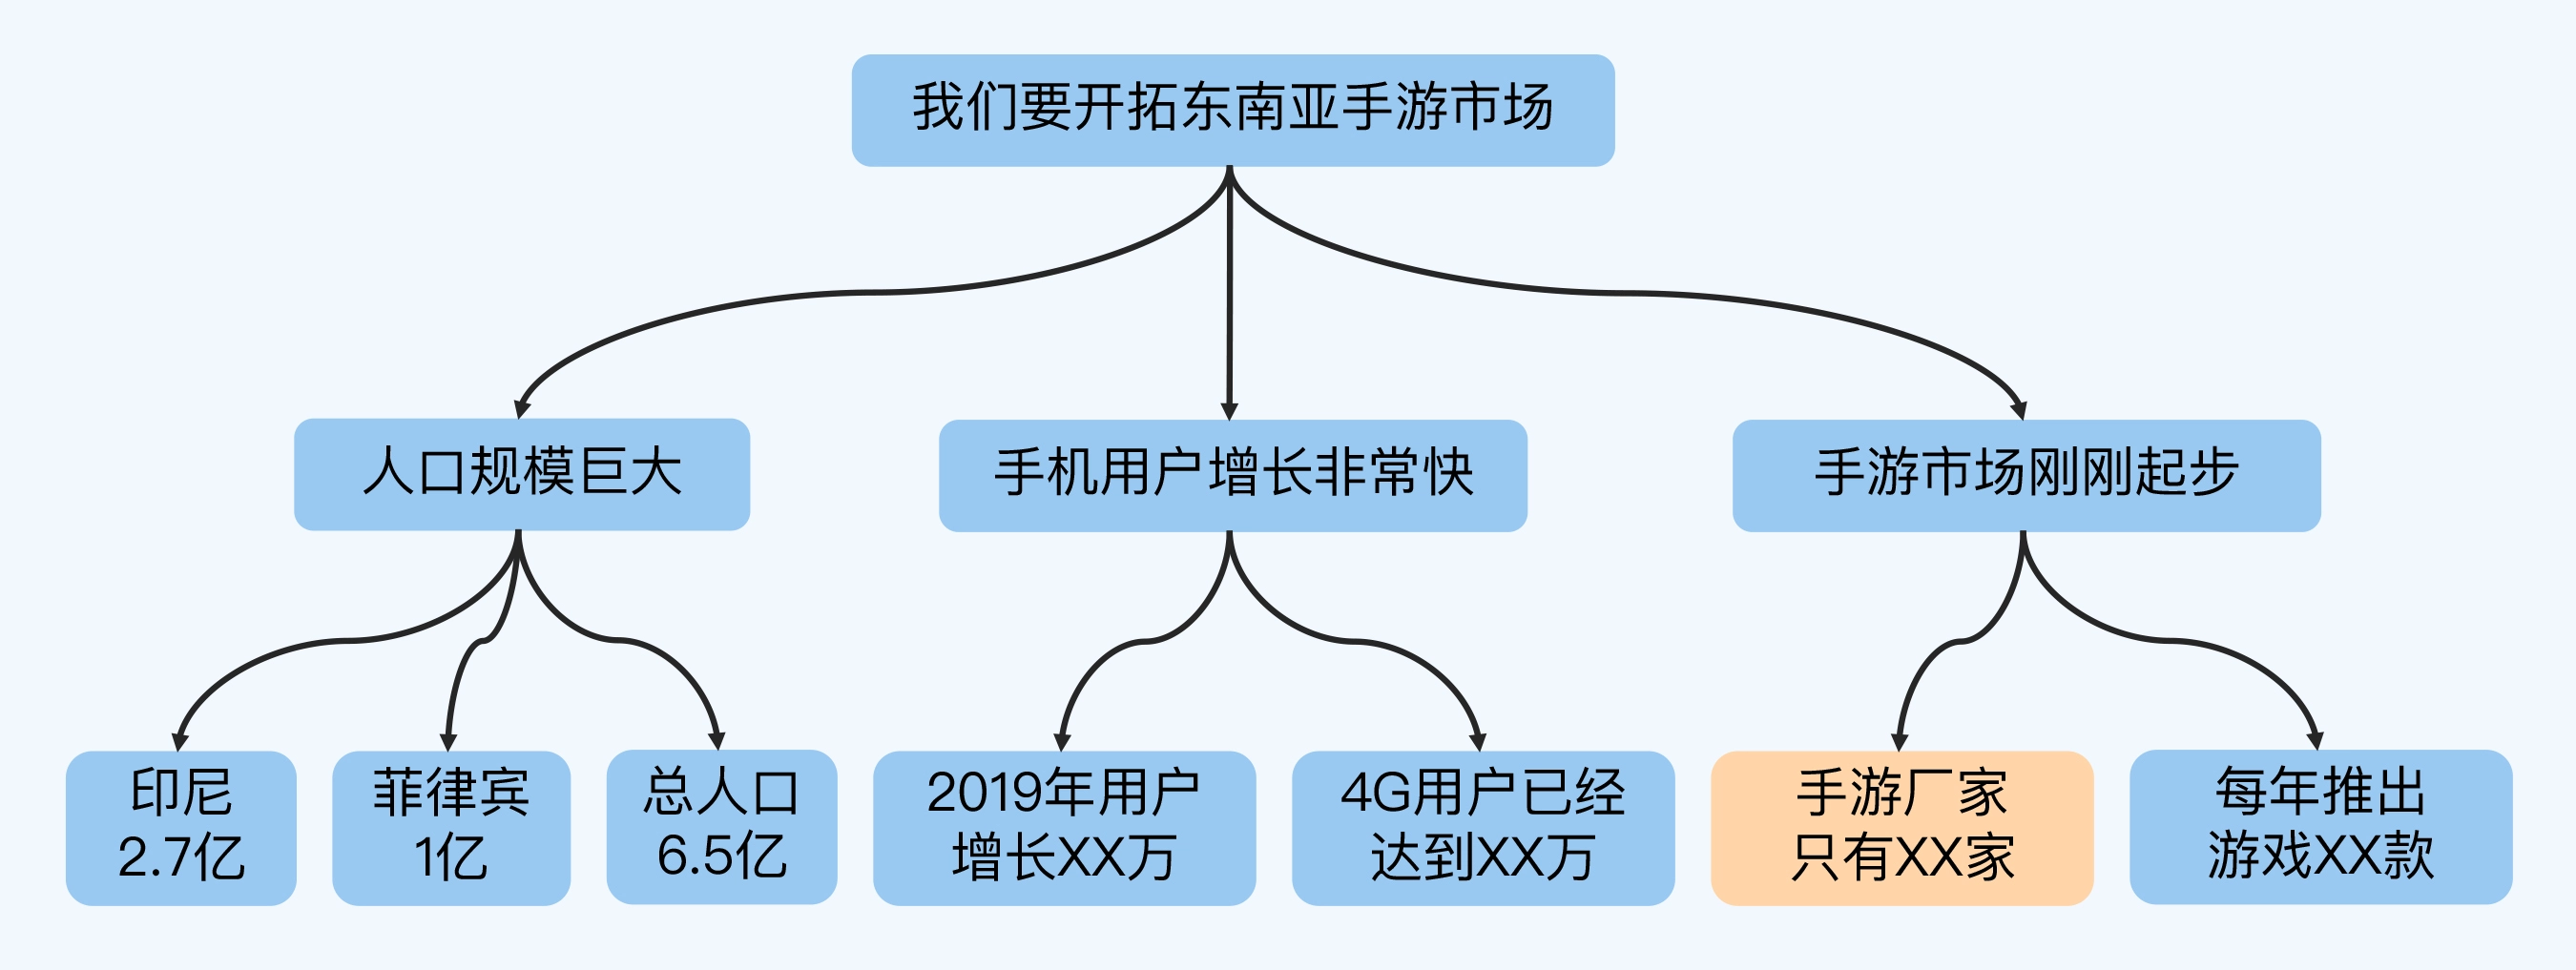 我们要开拓东南亚手游市场
人口规模巨大
手机用户增长非常快
手游市场刚刚起步
印尼
2.7亿
菲律宾
1亿
总人口
6.5亿
2019年用户
增长XX万
4G用户已经
达到XX万
手游厂家
只有XX家
每年推出
游戏XX款